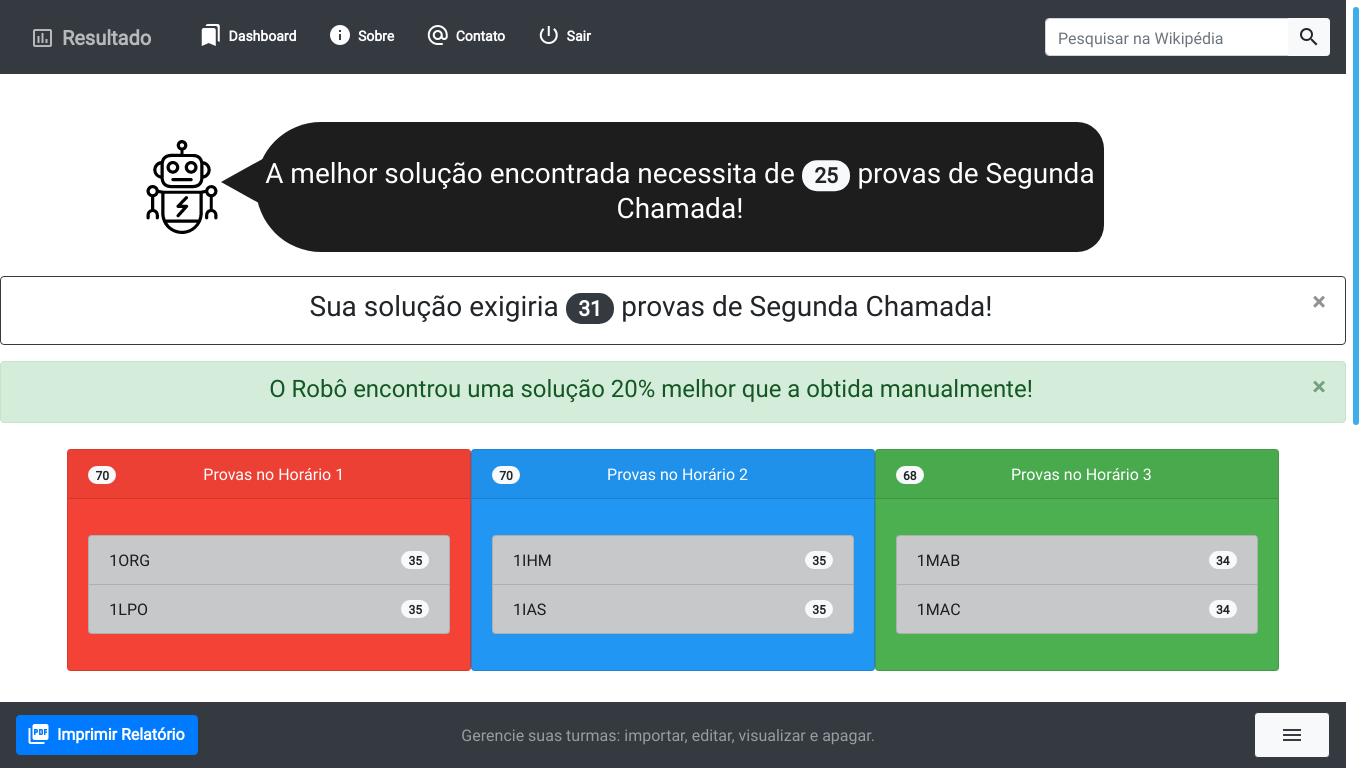 Resultado Dashboard Sobre Contato Sair Pesquisar na Wikipédia
A melhor solução encontrada necessita de 25 provas de Segunda
Chamada!
Sua solução exigiria 31 provas de Segunda Chamada! ×
O Robô encontrou uma solução 20% melhor que a obtida manualmente! ×
70 Provas no Horário 1
1ORG 35
1LPO 35
70 Provas no Horário 2
1IHM 35
1IAS 35
68 Provas no Horário 3
1MAB 34
1MAC 34
PDF Imprimir Relatório
Gerencie suas turmas: importar, editar, visualizar e apagar.